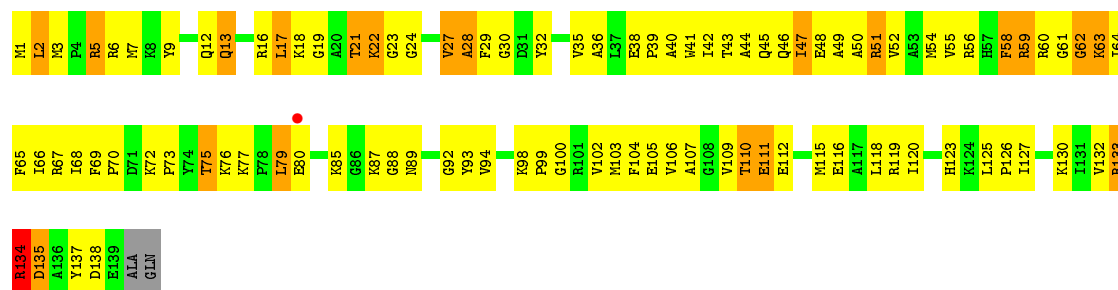 M1 L2 M3 P4 R5 R6 M7 K8 Y9 Q12 Q13 R16 L17 K18 G19 A20 T21 K22 G23 G24 V27 A28 F29 G30 D31 Y32 V35 A36 L37 E38 P39 A40 W41 I42 T43 A44 Q45 Q46 I47 E48 A49 A50 R51 V52 A53 M54 V55 R56 H57 F58 R59 R60 G61 G62 K63 I64
F65 I66 R67 I68 F69 P70 D71 K72 P73 Y74 T75 K76 K77 P78 L79 E80 K85 G86 K87 G88 N89 G92 Y93 V94 K98 P99 G100 R101 V102 M103 F104 E105 V106 A107 G108 V109 T110 E111 E112 M115 E116 A117 L118 R119 I120 H123 K124 L125 P126 I127 K130 I131 V132 R133
R134 D135 A136 Y137 D138 E139 ALA GLN